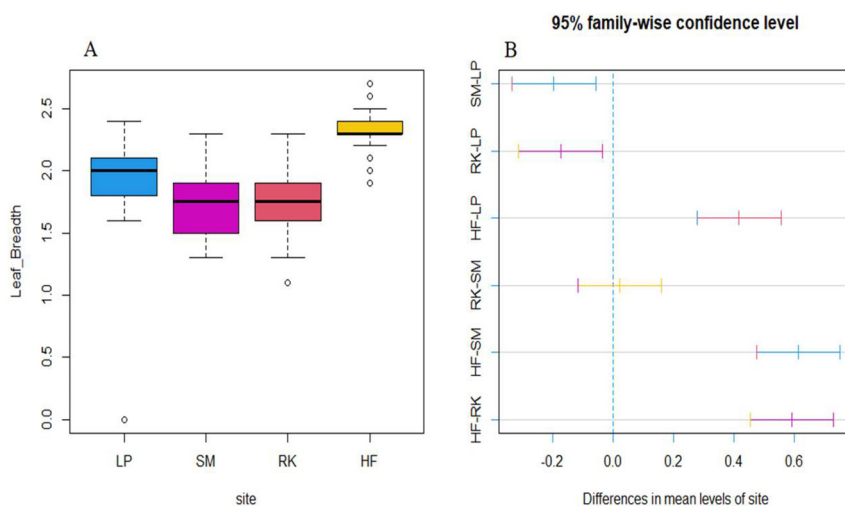 95% family-wise confidence level
A
B
Leaf_Breadth
2.5
2.0
1.5
1.0
0.5
0.0
LP SM RK HF
site
SM-LP
RK-LP
HF-LP
RK-SM
HF-SM
HF-RK
-0.2 0.0 0.2 0.4 0.6
Differences in mean levels of site